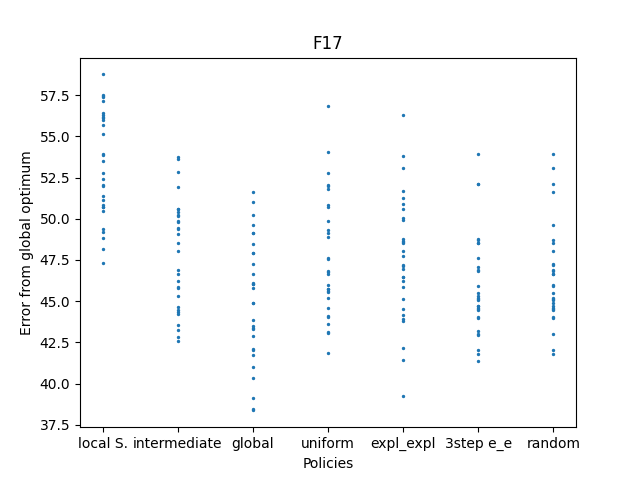 F17
Error from global optimum
57.5
55.0
52.5
50.0
47.5
45.0
42.5
40.0
37.5
local S. intermediate global uniform expl_expl 3step e_e random
Policies